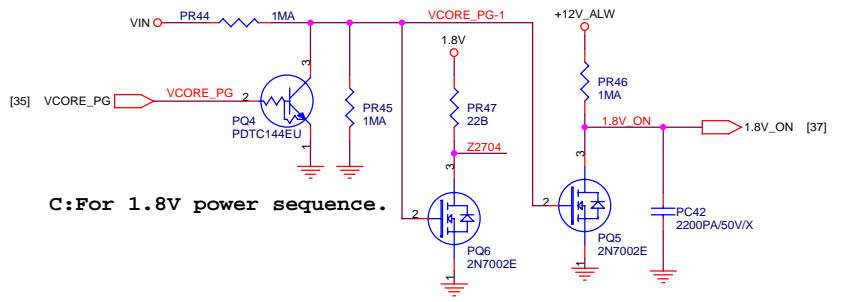 VIN PR44 1MA VCORE_PG-1 +12V_ALW
1.8V
3
PR46
1MA
[35] VCORE_PG VCORE_PG 2
PQ4
PDTC144EU
1
PR45
1MA
PR47
22B
1.8V_ON 1.8V_ON [37]
Z2704
3
3
C:For 1.8V power sequence.
2
2
PC42
2200PA/50V/X
PQ6
2N7002E
1
PQ5
2N7002E
1